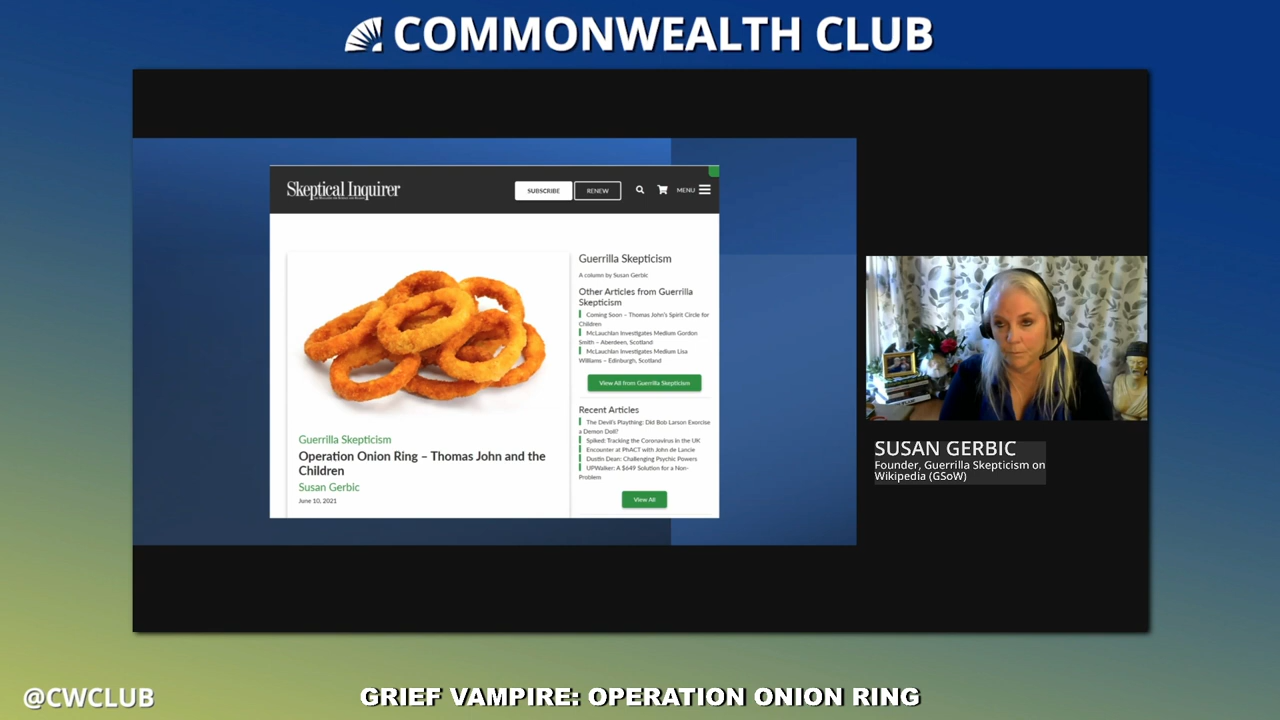 COMMONWEALTH CLUB
Skeptical Inquirer
SUBSCRIBE
RENEW
MENU
Guerrilla Skepticism
Operation Onion Ring – Thomas John and the
Children
Susan Gerbic
June 10, 2021
Guerrilla Skepticism
A column by Susan Gerbic
Other Articles from Guerrilla
Skepticism
Coming Soon – Thomas John's Spirit Circle for
Children
McLauchlan Investigates Medium Gordon
Smith – Aberdeen, Scotland
McLauchlan Investigates Medium Lisa
Williams – Edinburgh, Scotland
View All from Guerrilla Skepticism
Recent Articles
The Devil's Plaything: Did Bob Larson Exorcise
a Demon Doll?
Spiked: Tracking the Coronavirus in the UK
Encounter at PhACT with John de Lancie
Dustin Dean: Challenging Psychic Powers
UPWalker: A $649 Solution for a Non-
Problem
View All
SUSAN GERBIC
Founder, Guerrilla Skepticism on
Wikipedia (GSoW)
@CWCLUB
GRIEF VAMPIRE: OPERATION ONION RING